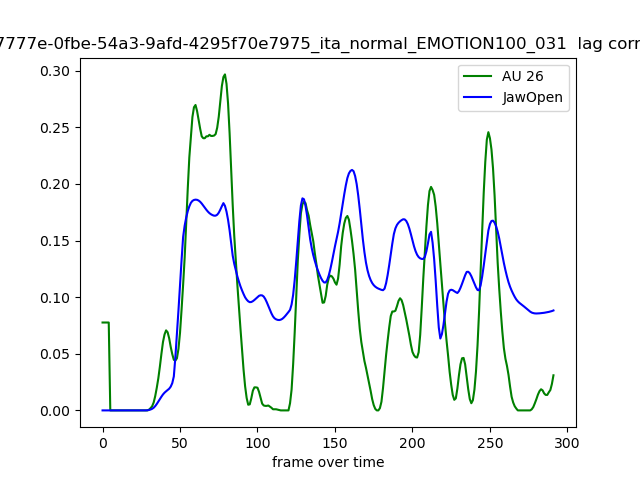 7777e-0fbe-54a3-9afd-4295f70e7975_ita_normal_EMOTION100_031 lag corr
0.30
0.25
0.20
0.15
0.10
0.05
0.00
AU 26
JawOpen
0 50 100 150 200 250 300
frame over time